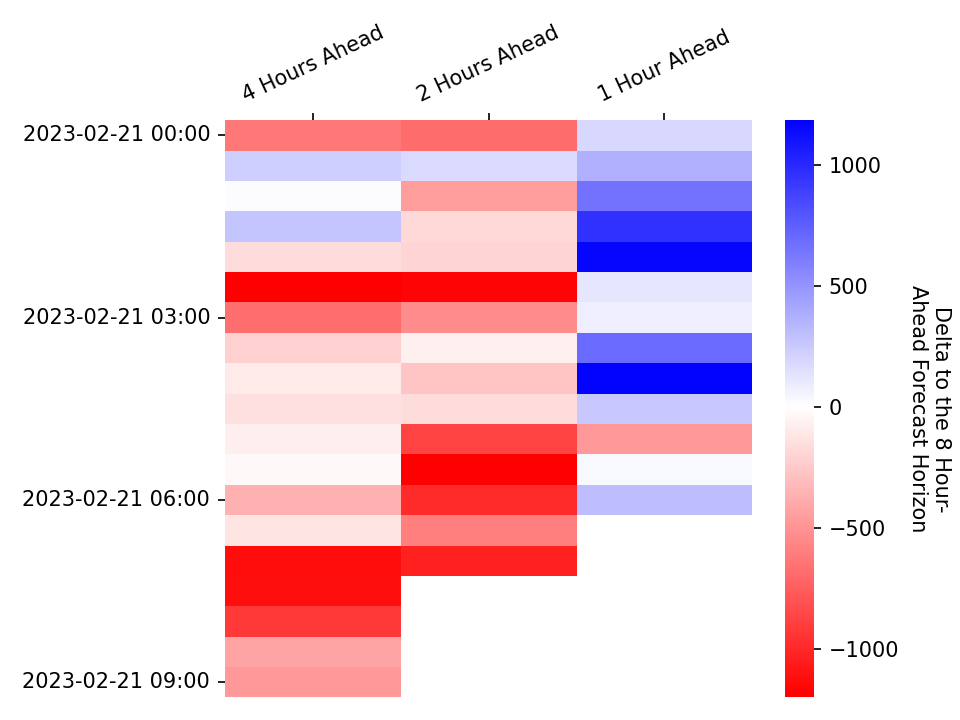 4 Hours Ahead
2 Hours Ahead
1 Hour Ahead
2023-02-21 00:00
2023-02-21 03:00
2023-02-21 06:00
2023-02-21 09:00
1000
500
0
−500
−1000
Delta to the 8 Hour-
Ahead Forecast Horizon